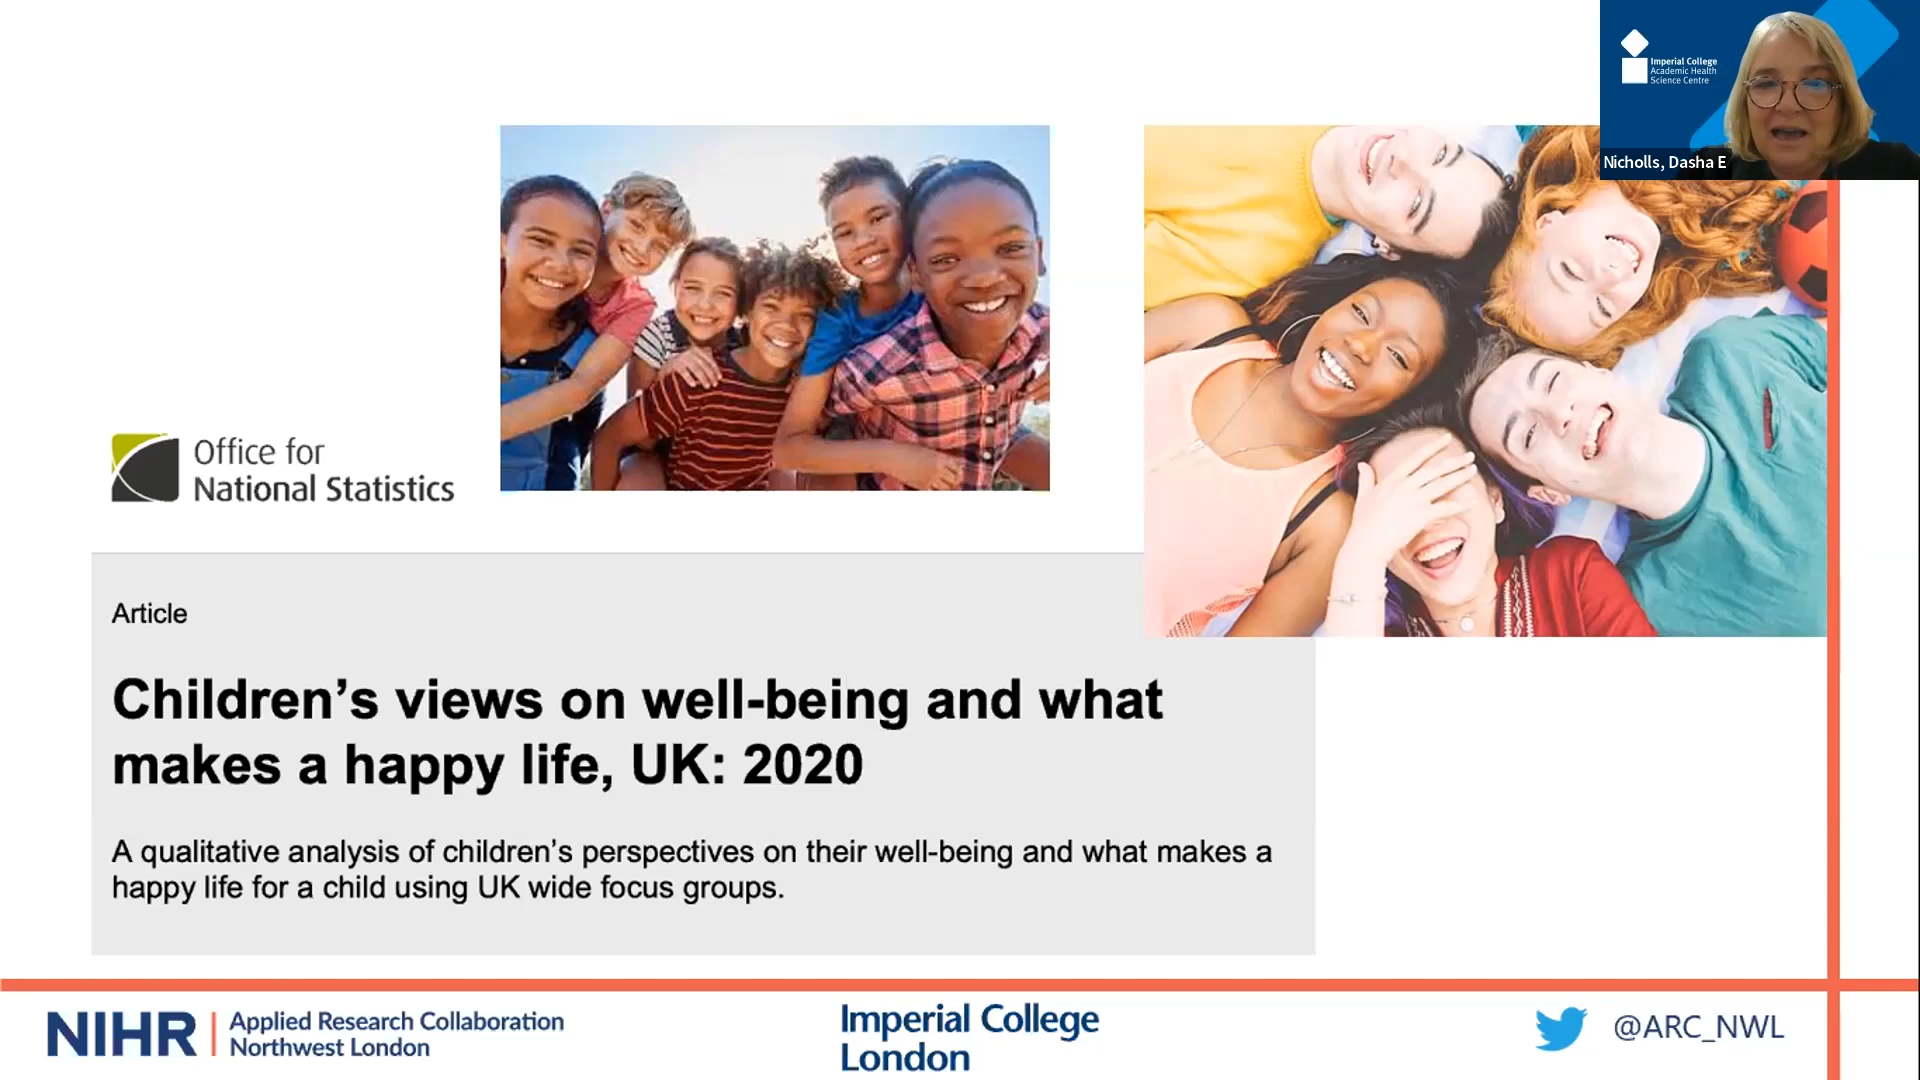 Imperial College
Academic Health
Science Centre
Nicholls, Dasha E
Office for
National Statistics
Article
Children’s views on well-being and what
makes a happy life, UK: 2020
A qualitative analysis of children’s perspectives on their well-being and what makes a
happy life for a child using UK wide focus groups.
NIHR
Applied Research Collaboration
Northwest London
Imperial College
London
@ARC_NWL